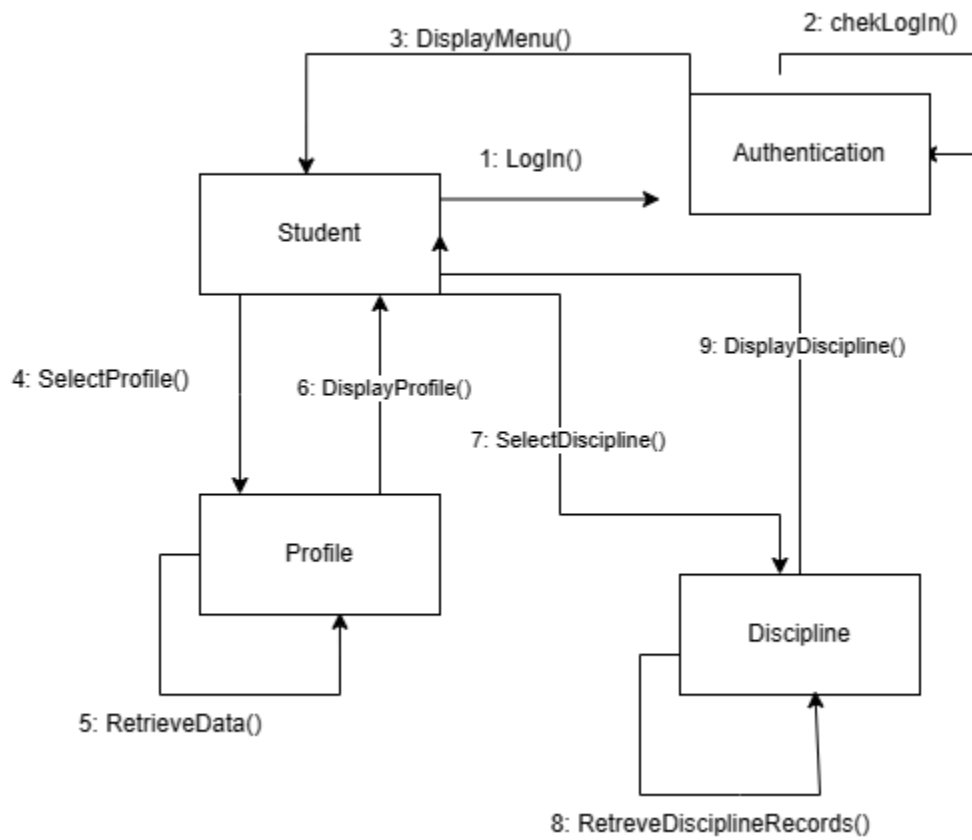 2: chekLogIn()
3: DisplayMenu()
Authentication
1: LogIn()
Student
9: DisplayDiscipline()
4: SelectProfile()
6: DisplayProfile()
7: SelectDiscipline()
Profile
Discipline
5: RetrieveData()
8: RetreveDisciplineRecords()